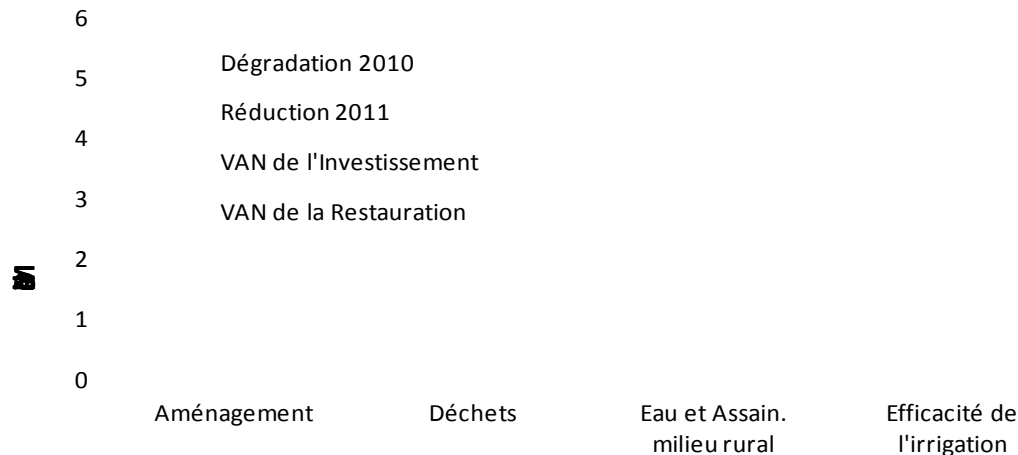 6
5
4
3
2
1
0
Dégradation 2010
Réduction 2011
VAN de l'Investissement
VAN de la Restauration
Aménagement
Déchets
Eau et Assain.
milieu rural
Efficacité de
l'irrigation